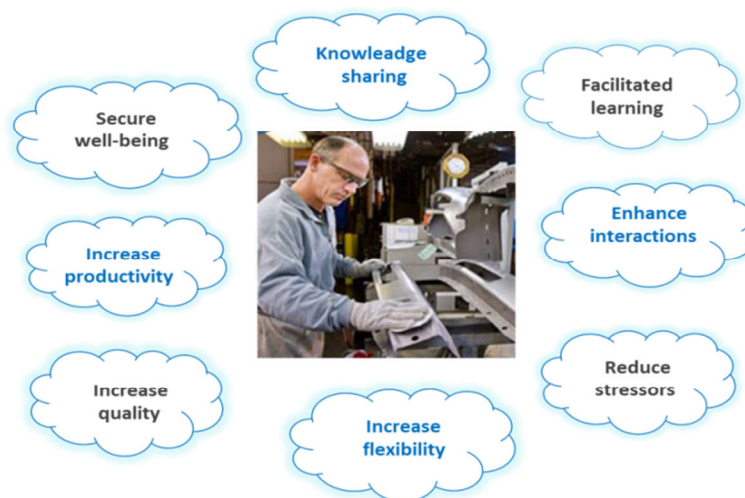 Knowleadge
sharing
Secure
well-being
Facilitated
learning
Increase
productivity
Enhance
interactions
Increase
quality
Reduce
stressors
Increase
flexibility